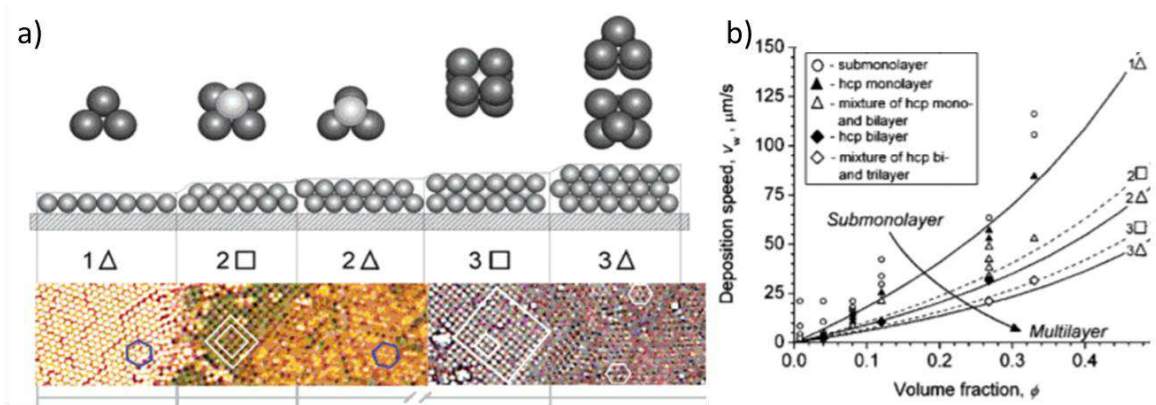 a)
1△
2□
2△
3□
3△
b)
Deposition speed, v_w, μm/s
150
125
100
75
50
25
0
○ - submonolayer
▲ - hcp monolayer
△ - mixture of hcp mono-
and bilayer
◆ - hcp bilayer
◇ - mixture of hcp bi-
and trilayer
1△
2□
2△
3□
3△
Submonolayer
Multilayer
0.0 0.1 0.2 0.3 0.4
Volume fraction, ϕ